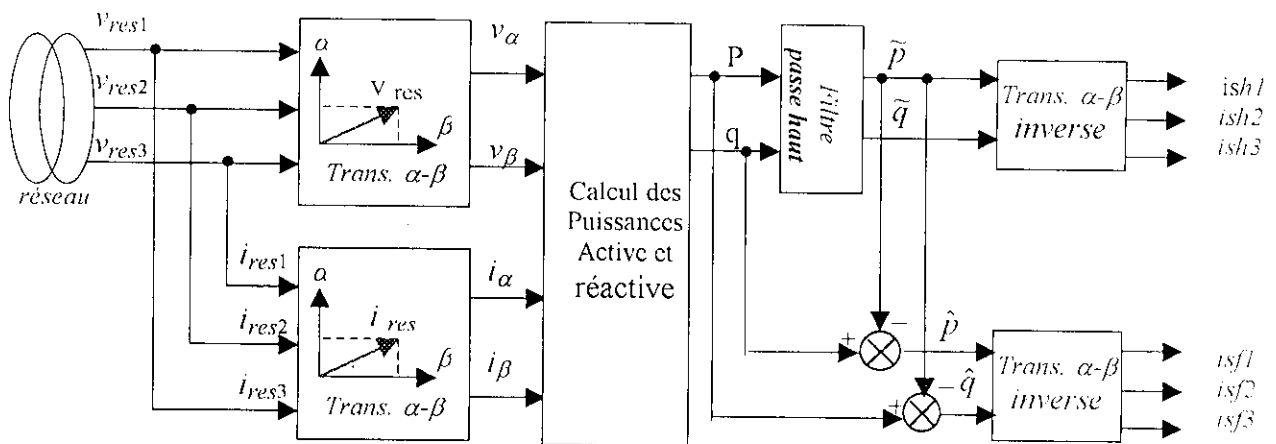 v_res1
v_res2
v_res3
réseau
α
V res
β
Trans. α-β
v_α
v_β
i_res1
i_res2
i_res3
α
i res
β
Trans. α-β
i_α
i_β
Calcul des
Puissances
Active et
réactive
P
q
Filtre
passe haut
p̃
q̃
Trans. α-β
inverse
ish1
ish2
ish3
+
−
p̂
+
−
q̂
Trans. α-β
inverse
isf1
isf2
isf3